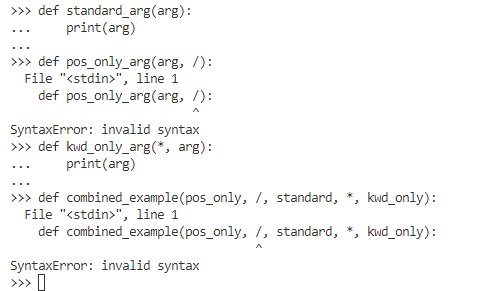 >>> def standard_arg(arg):
...     print(arg)
...
>>> def pos_only_arg(arg, /):
  File "<stdin>", line 1
    def pos_only_arg(arg, /):
                          ^
SyntaxError: invalid syntax
>>> def kwd_only_arg(*, arg):
...     print(arg)
...
>>> def combined_example(pos_only, /, standard, *, kwd_only):
  File "<stdin>", line 1
    def combined_example(pos_only, /, standard, *, kwd_only):
                                   ^
SyntaxError: invalid syntax
>>>